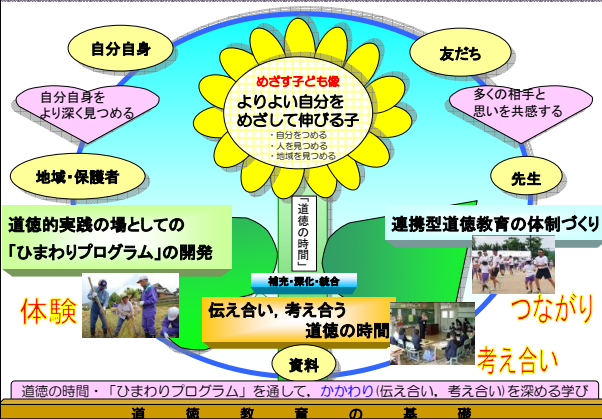 自分自身
友だち
めざす子ども像
よりよい自分を
めざして伸びる子
・自分をつめる
・人を見つめる
・地域を見つめる
自分自身を
より深く見つめる
多くの相手と
思いを共感する
地域・保護者
先生
「道徳の時間」
道徳的実践の場としての
「ひまわりプログラム」の開発
連携型道徳教育の体制づくり
補充・深化・統合
体験
伝え合い，考え合う
道徳の時間
つながり
考え合い
資料
道徳の時間・「ひまわりプログラム」を通して，かかわり(伝え合い，考え合い)を深める学び
道徳教育の基礎